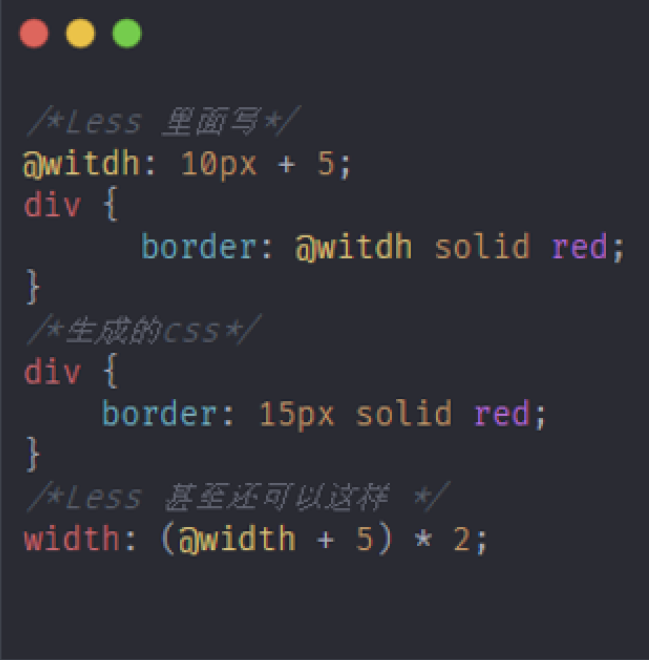 /*Less 里面写*/
@witdh: 10px + 5;
div {
border: @witdh solid red;
}
/*生成的css*/
div {
border: 15px solid red;
}
/*Less 甚至还可以这样 */
width: (@width + 5) * 2;